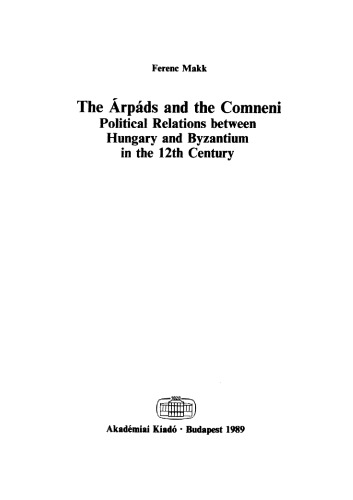 Ferenc Makk
The Árpáds and the Comneni
Political Relations between
Hungary and Byzantium
in the 12th Century
1828
Akadémiai Kiadó · Budapest 1989